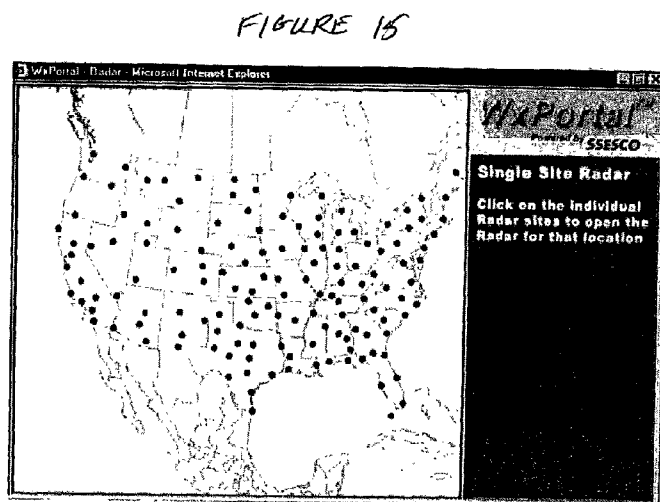 FIGURE 15
WxPortal - Radar - Microsoft Internet Explorer
WxPortal™
Powered by SSESCO
Single Site Radar
Click on the individual
Radar sites to open the
Radar for that location